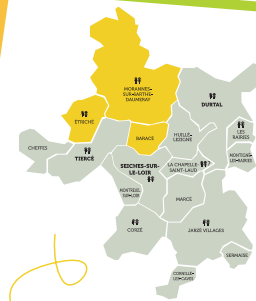 MORANNES-
SUR-SARTHE-
DAUMERAY
DURTAL
ÉTRICHÉ
LES
RAIRIES
BARACÉ
HUILLÉ-
LÉZIGNÉ
CHEFFES
TIERCÉ
MONTIGNÉ-
LES-RAIRIES
SEICHES-SUR-
LE-LOIR
LA CHAPELLE-
SAINT-LAUD
MONTREUIL-
SUR-LOIR
MARCÉ
CORZÉ
JARZÉ VILLAGES
SERMAISE
CORNILLÉ-
LES-CAVES